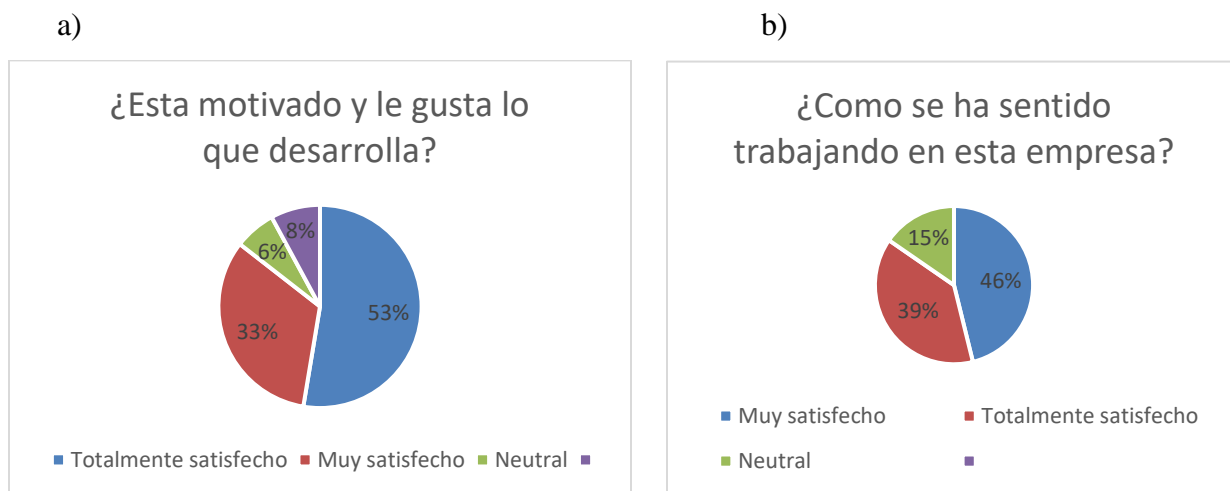 a)
¿Esta motivado y le gusta lo
que desarrolla?
8%
6%
53%
33%
Totalmente satisfecho Muy satisfecho Neutral
b)
¿Como se ha sentido
trabajando en esta empresa?
15%
46%
39%
Muy satisfecho Totalmente satisfecho
Neutral